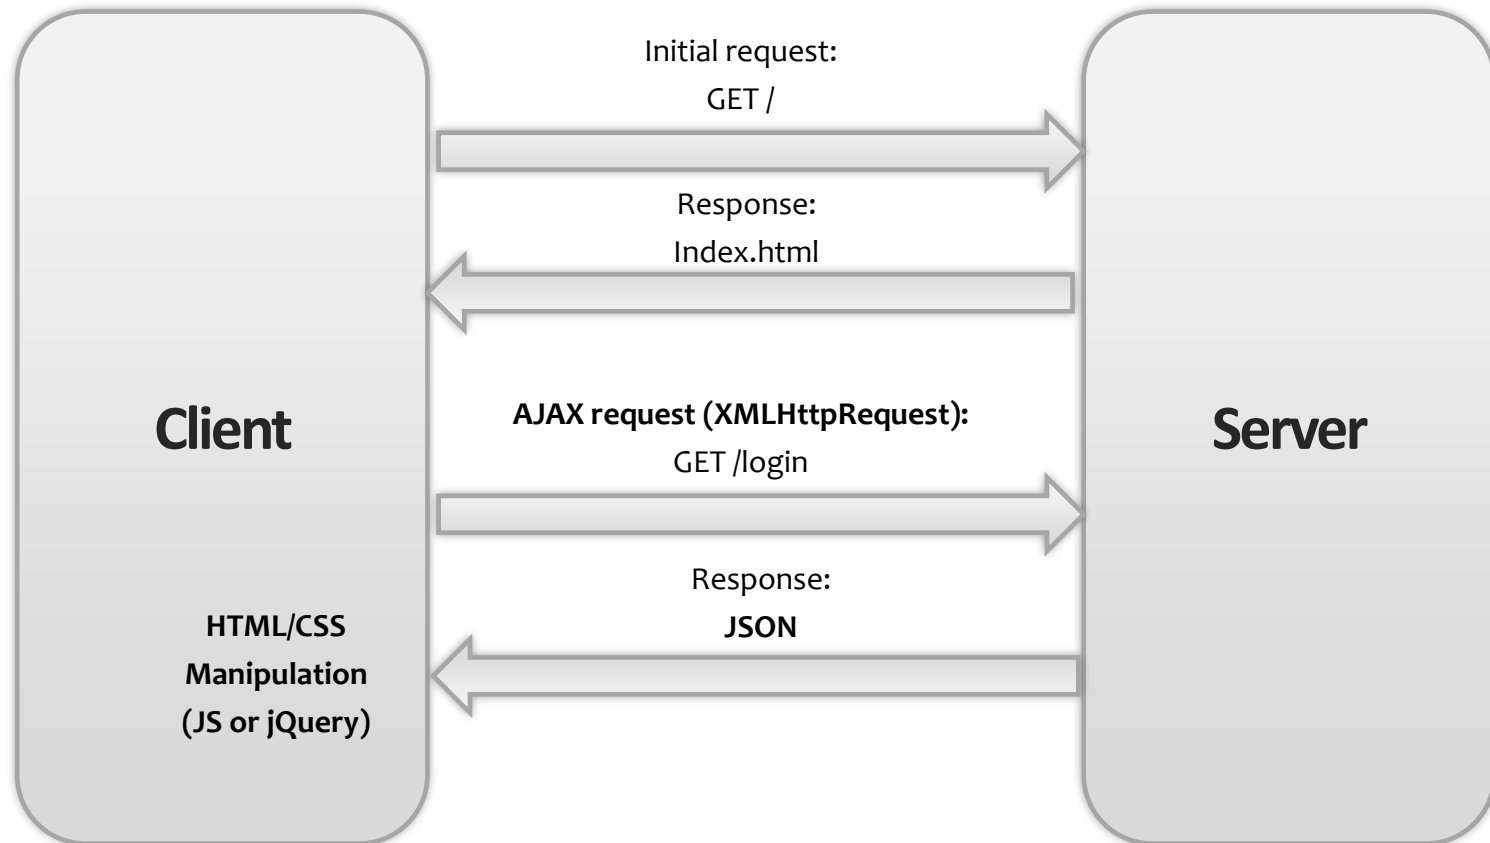 Initial request:
GET /
Response:
Index.html
Client
AJAX request (XMLHttpRequest):
GET /login
Server
Response:
JSON
HTML/CSS
Manipulation
(JS or jQuery)